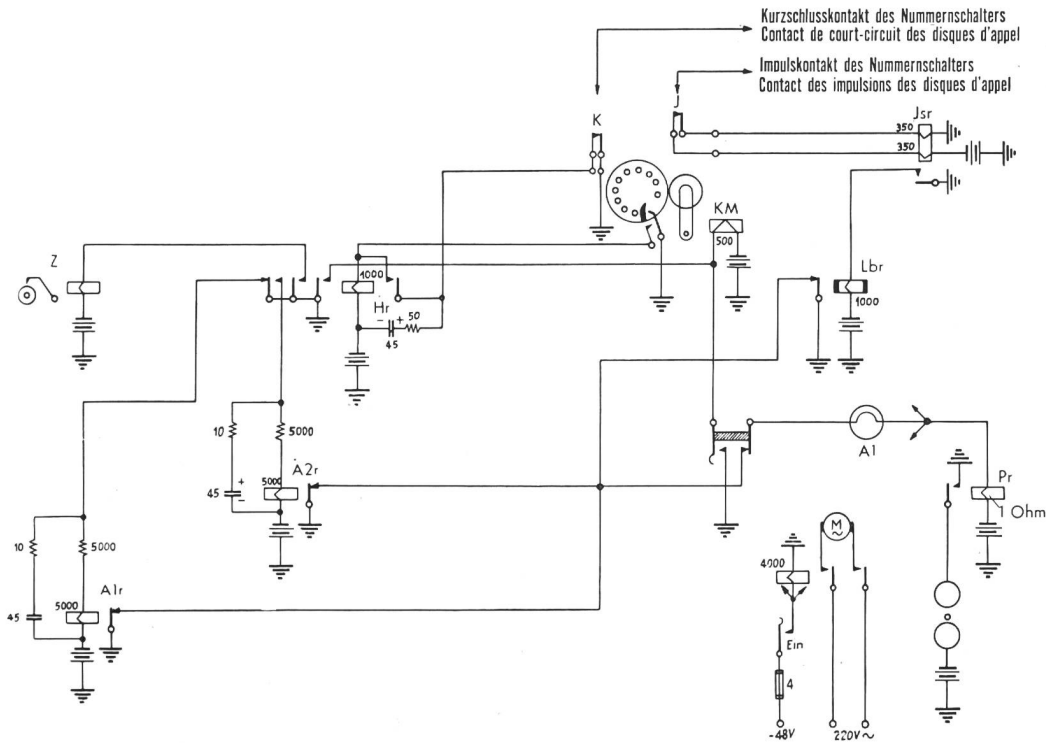 Kurzschlusskontakt des Nummernschalters
Contact de court-circuit des disques d'appel
Impulskontakt des Nummernschalters
Contact des impulsions des disques d'appel
J
Jsr
K
350
350
KM
500
Z
1000
Lbr
Hr
1000
- + 50
45
10
5000
A2r
A1
5000
45
+
-
Pr
1 Ohm
M
~
10
5000
4000
A1r
5000
45
Ein
4
-48V
220V~